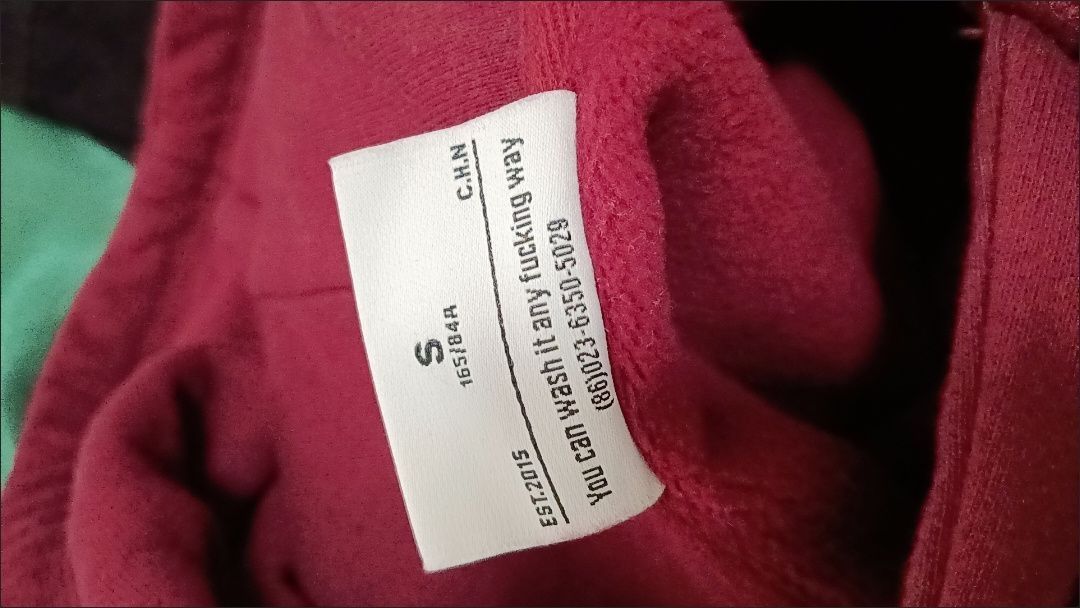 S
165/84A
EST.2015 C.H.N
You can wash it any fucking way
(86)023-6350-5029